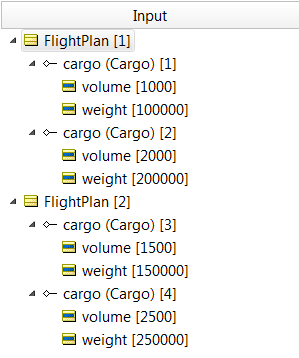 Input
FlightPlan [1]
cargo (Cargo) [1]
volume [1000]
weight [100000]
cargo (Cargo) [2]
volume [2000]
weight [200000]
FlightPlan [2]
cargo (Cargo) [3]
volume [1500]
weight [150000]
cargo (Cargo) [4]
volume [2500]
weight [250000]